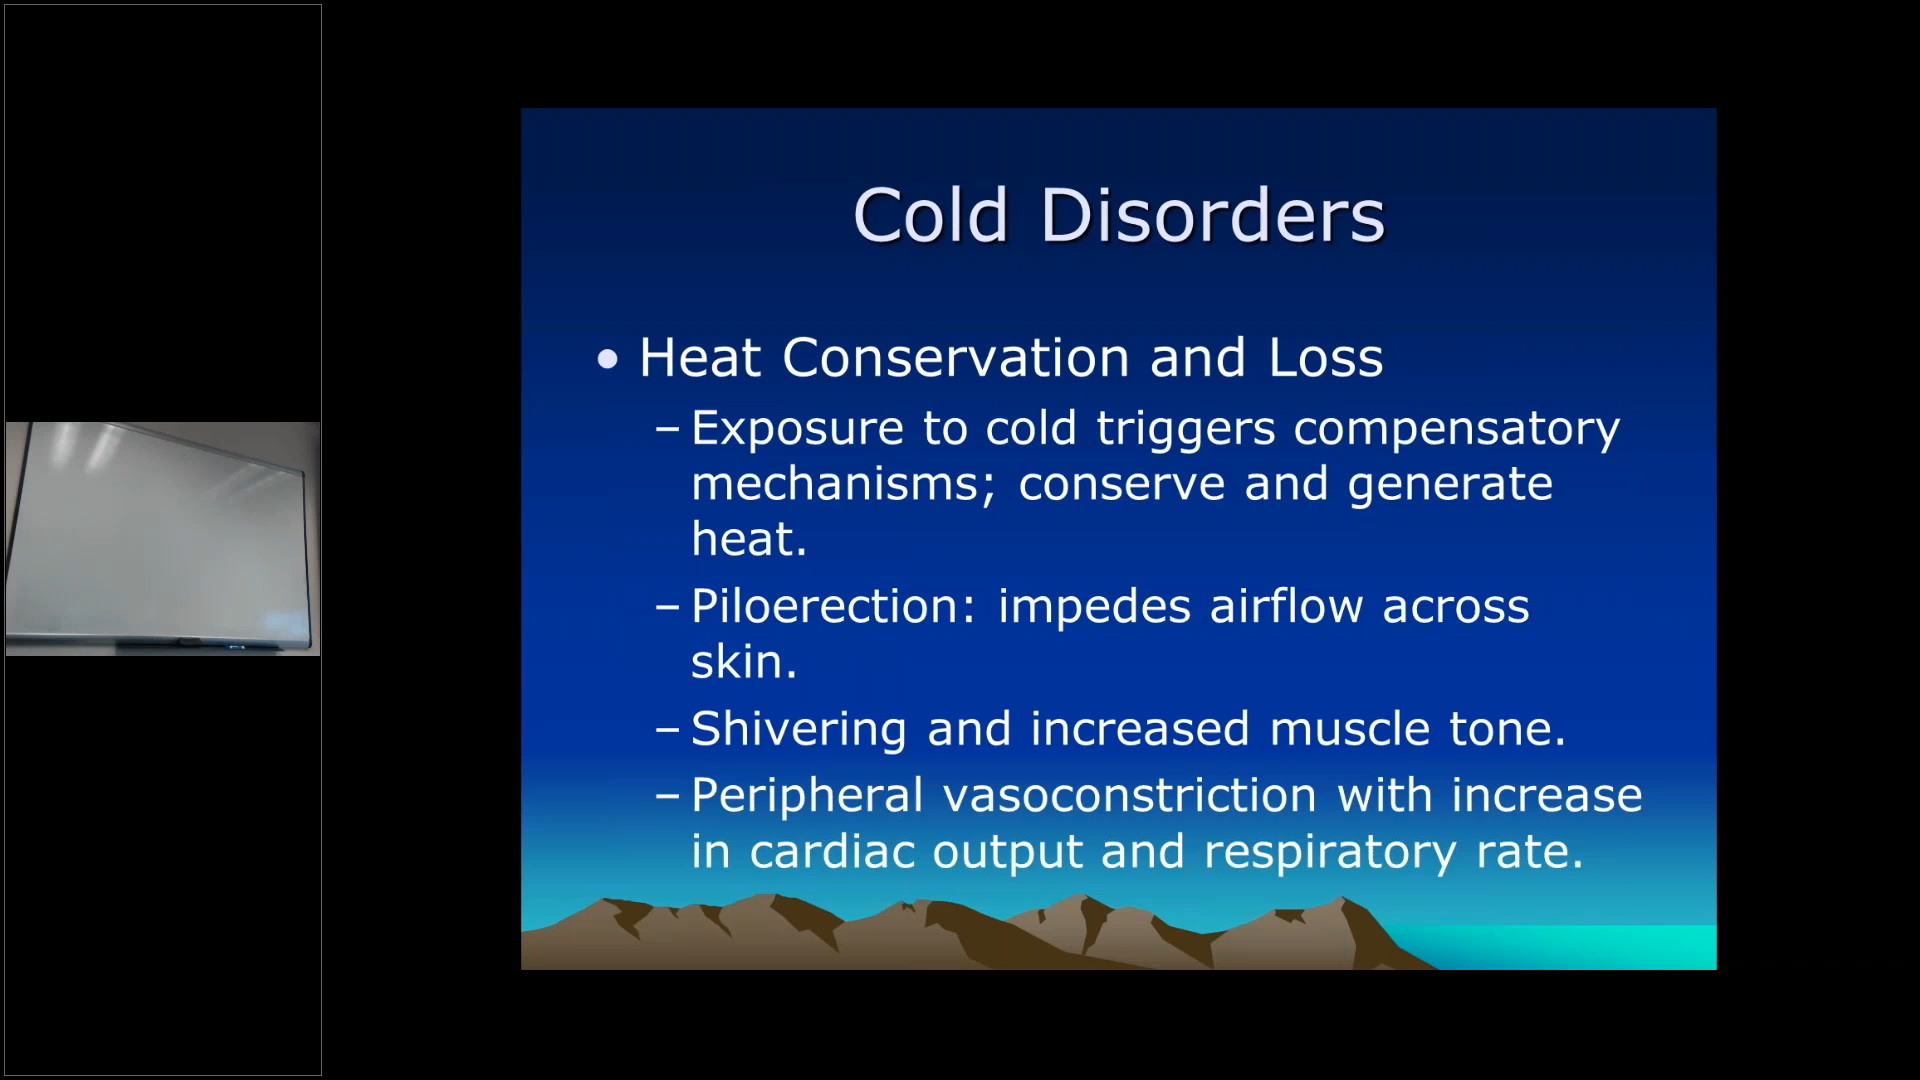 Cold Disorders
• Heat Conservation and Loss
– Exposure to cold triggers compensatory
mechanisms; conserve and generate
heat.
– Piloerection: impedes airflow across
skin.
– Shivering and increased muscle tone.
– Peripheral vasoconstriction with increase
in cardiac output and respiratory rate.